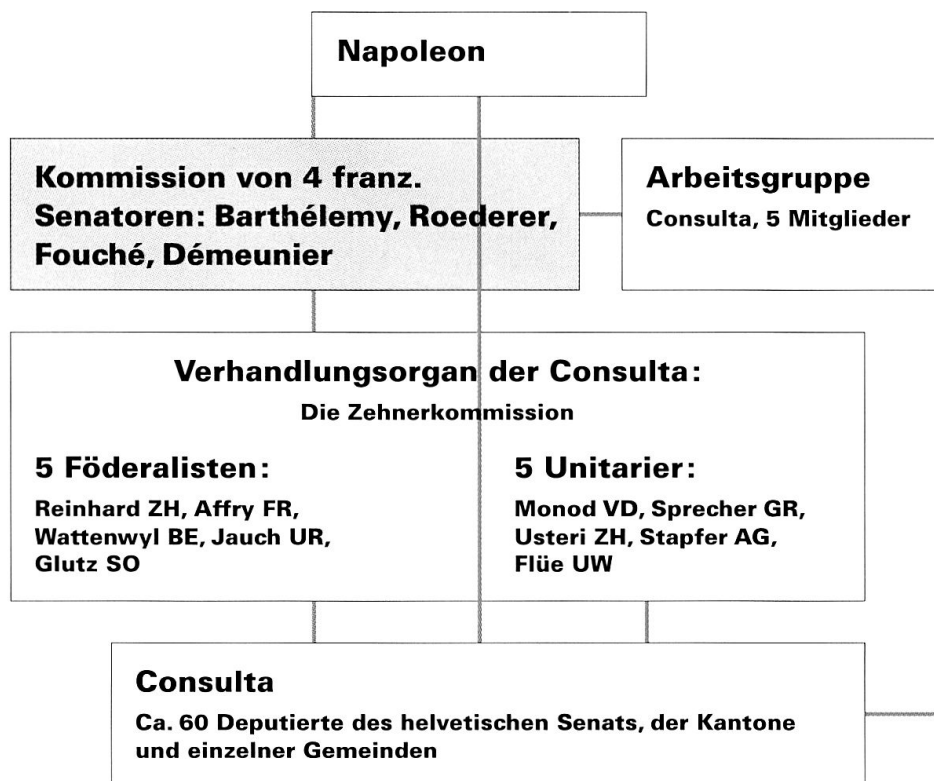 Napoleon
Kommission von 4 franz.
Senatoren: Barthélemy, Roederer,
Fouché, Démeunier
Arbeitsgruppe
Consulta, 5 Mitglieder
Verhandlungsorgan der Consulta:
Die Zehnerkommission
5 Föderalisten:
Reinhard ZH, Affry FR,
Wattenwyl BE, Jauch UR,
Glutz SO
5 Unitarier:
Monod VD, Sprecher GR,
Usteri ZH, Stapfer AG,
Flüe UW
Consulta
Ca. 60 Deputierte des helvetischen Senats, der Kantone
und einzelner Gemeinden